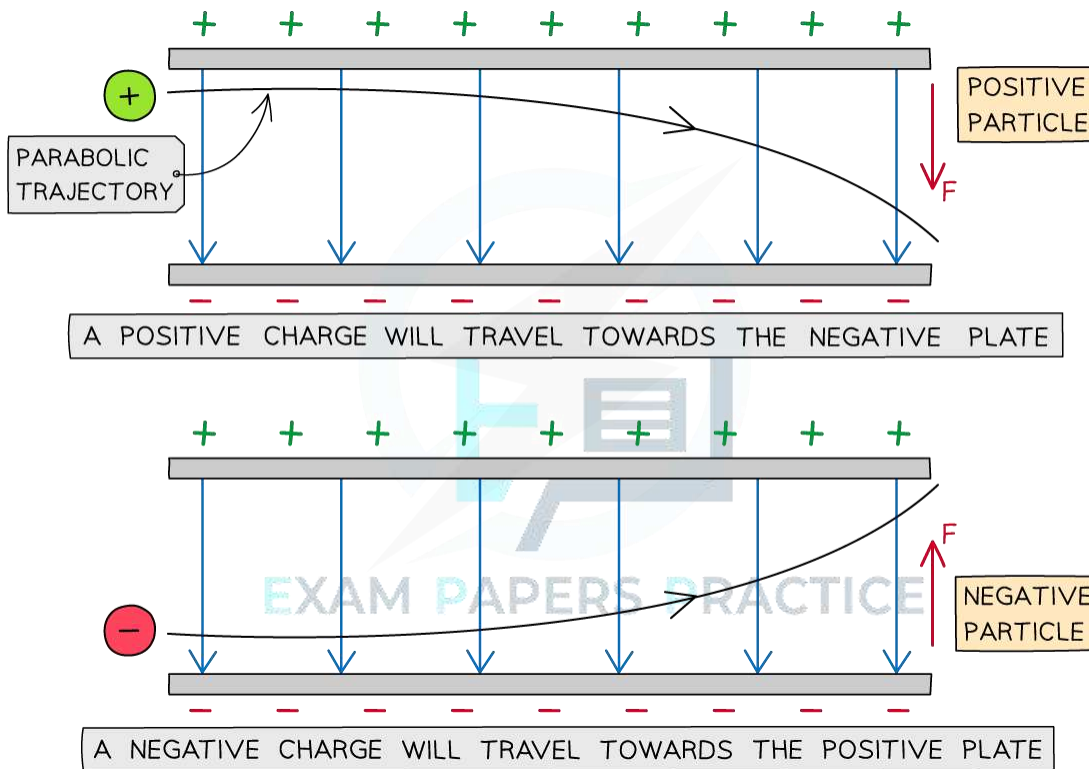 + + + + + + + + +
+
POSITIVE
PARTICLE
PARABOLIC
TRAJECTORY
F
− − − − − − − − −
A POSITIVE CHARGE WILL TRAVEL TOWARDS THE NEGATIVE PLATE
+ + + + + + + + +
F
EXAM PAPERS PRACTICE
NEGATIVE
PARTICLE
−
− − − − − − − − −
A NEGATIVE CHARGE WILL TRAVEL TOWARDS THE POSITIVE PLATE